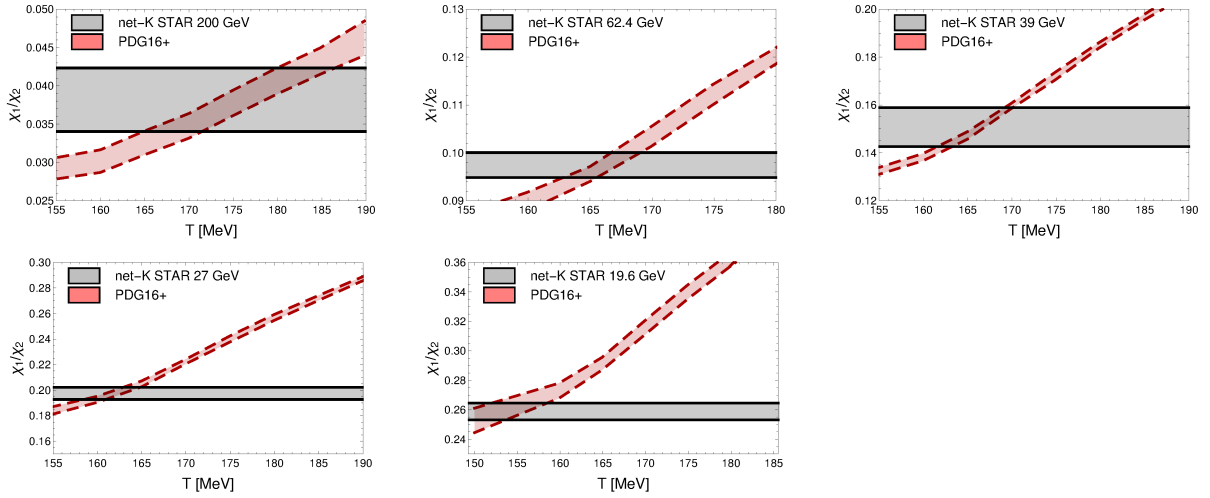 net-K STAR 200 GeV
PDG16+
χ1/χ2
0.050
0.045
0.040
0.035
0.030
0.025
155 160 165 170 175 180 185 190
T [MeV]
net-K STAR 62.4 GeV
PDG16+
χ1/χ2
0.13
0.12
0.11
0.10
0.09
155 160 165 170 175 180
T [MeV]
net-K STAR 39 GeV
PDG16+
χ1/χ2
0.20
0.18
0.16
0.14
0.12
155 160 165 170 175 180 185 190
T [MeV]
net-K STAR 27 GeV
PDG16+
χ1/χ2
0.30
0.28
0.26
0.24
0.22
0.20
0.18
0.16
155 160 165 170 175 180 185 190
T [MeV]
net-K STAR 19.6 GeV
PDG16+
χ1/χ2
0.36
0.34
0.32
0.30
0.28
0.26
0.24
150 155 160 165 170 175 180 185
T [MeV]